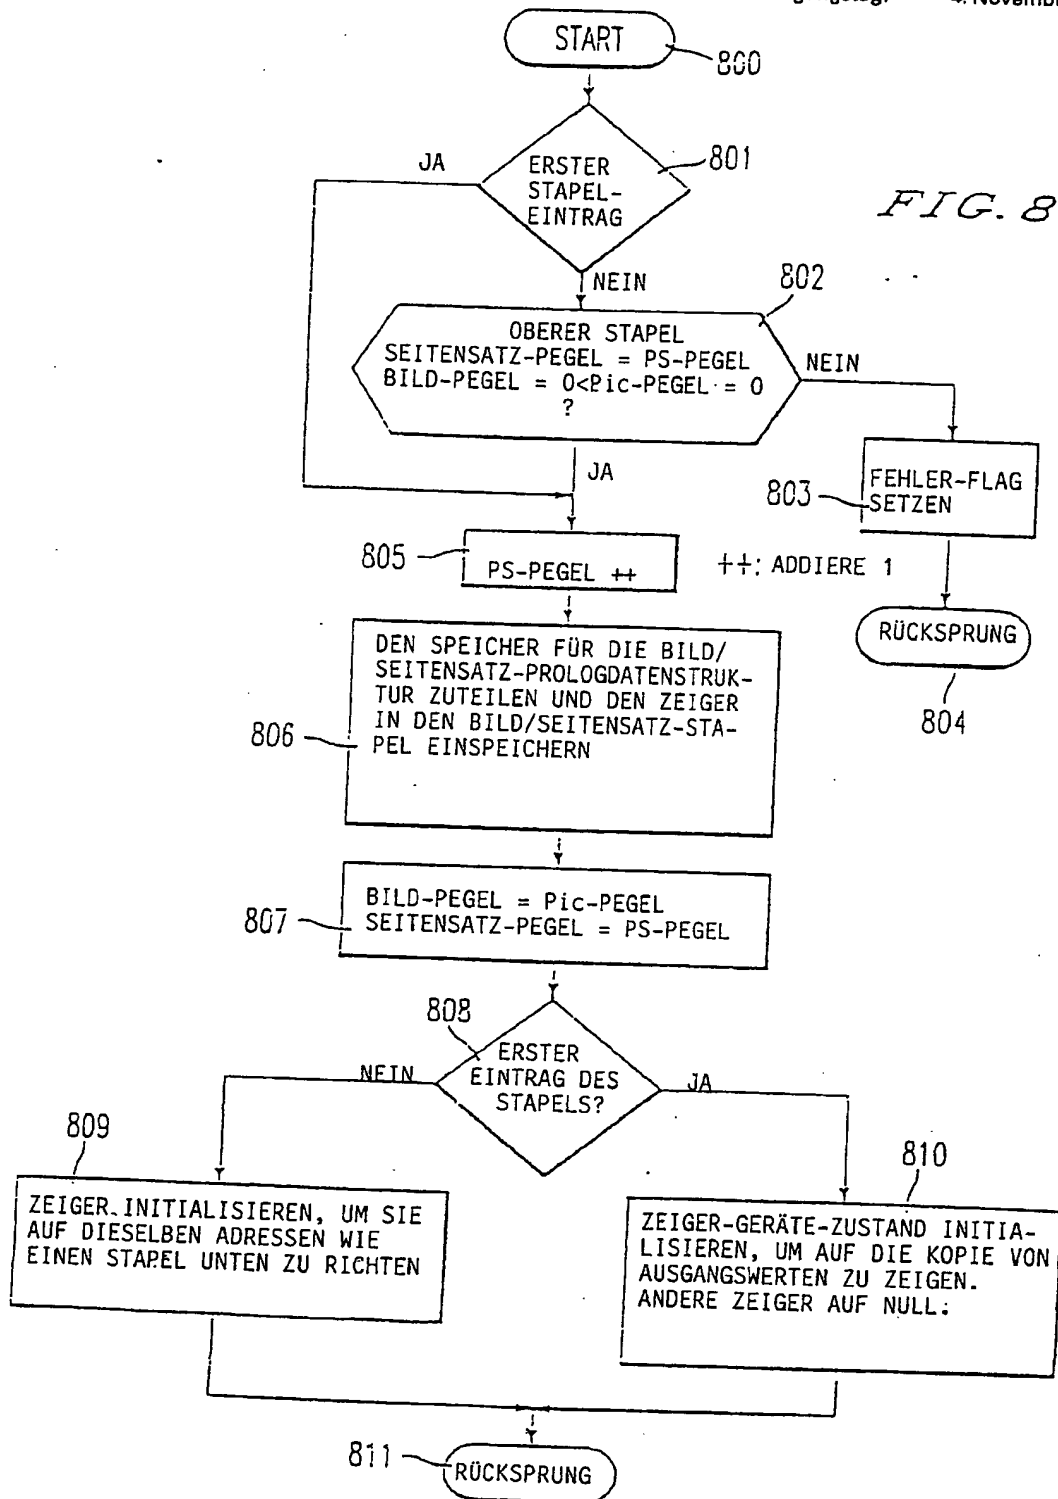 4. Novemb
START
800
JA
ERSTER
STAPEL-
EINTRAG
801
FIG. 8
NEIN
802
OBERER STAPEL
SEITENSATZ-PEGEL = PS-PEGEL
BILD-PEGEL = 0<Pic-PEGEL = 0
?
NEIN
JA
803
FEHLER-FLAG
SETZEN
805
PS-PEGEL ++
++: ADDIERE 1
RÜCKSPRUNG
804
806
DEN SPEICHER FÜR DIE BILD/
SEITENSATZ-PROLOGDATENSTRUK-
TUR ZUTEILEN UND DEN ZEIGER
IN DEN BILD/SEITENSATZ-STA-
PEL EINSPEICHERN
807
BILD-PEGEL = Pic-PEGEL
SEITENSATZ-PEGEL = PS-PEGEL
808
ERSTER
EINTRAG DES
STAPELS?
NEIN
JA
809
ZEIGER INITIALISIEREN, UM SIE
AUF DIESELBEN ADRESSEN WIE
EINEN STAPEL UNTEN ZU RICHTEN
810
ZEIGER-GERÄTE-ZUSTAND INITIA-
LISIEREN, UM AUF DIE KOPIE VON
AUSGANGSWERTEN ZU ZEIGEN.
ANDERE ZEIGER AUF NULL.
811
RÜCKSPRUNG